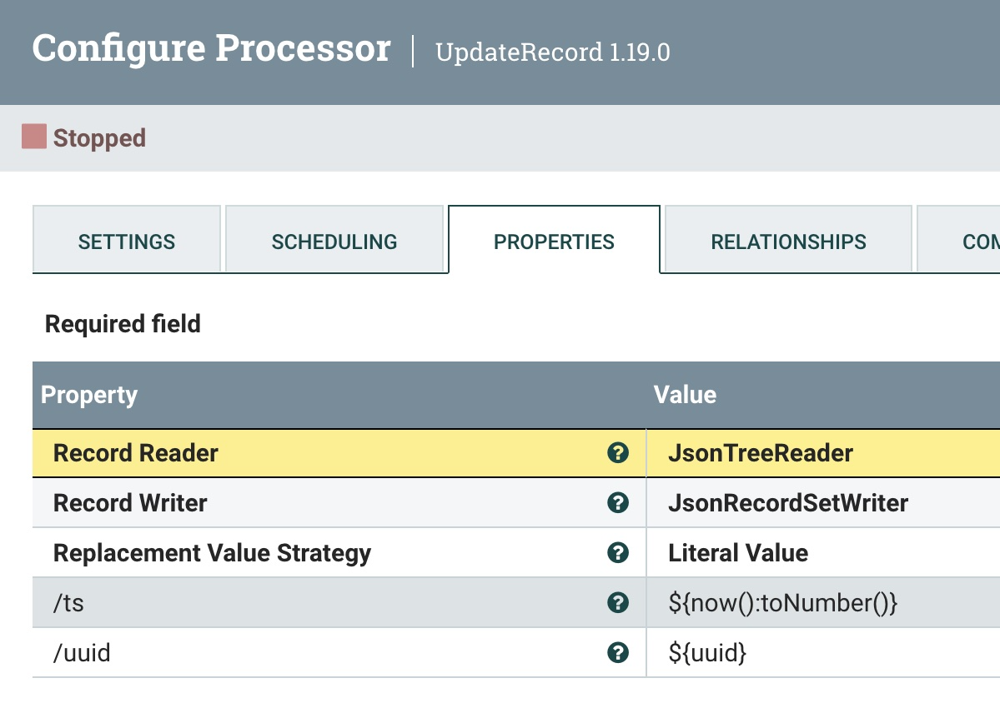 Configure Processor | UpdateRecord 1.19.0
Stopped
SETTINGS SCHEDULING PROPERTIES RELATIONSHIPS
Required field
Property Value
Record Reader ? JsonTreeReader
Record Writer ? JsonRecordSetWriter
Replacement Value Strategy ? Literal Value
/ts ? ${now():toNumber()}
/uuid ? ${uuid}